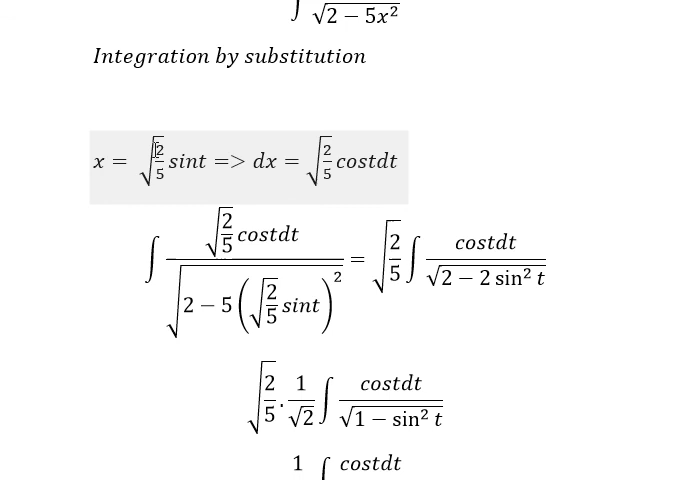 ∫ √(2 − 5x²)
Integration by substitution
x = √(2/5) sint => dx = √(2/5) costdt
∫ (√(2/5) costdt) / √(2 − 5(√(2/5) sint)²) = √(2/5) ∫ costdt / √(2 − 2 sin² t)
√(2/5) · 1/√2 ∫ costdt / √(1 − sin² t)
1 ∫ costdt